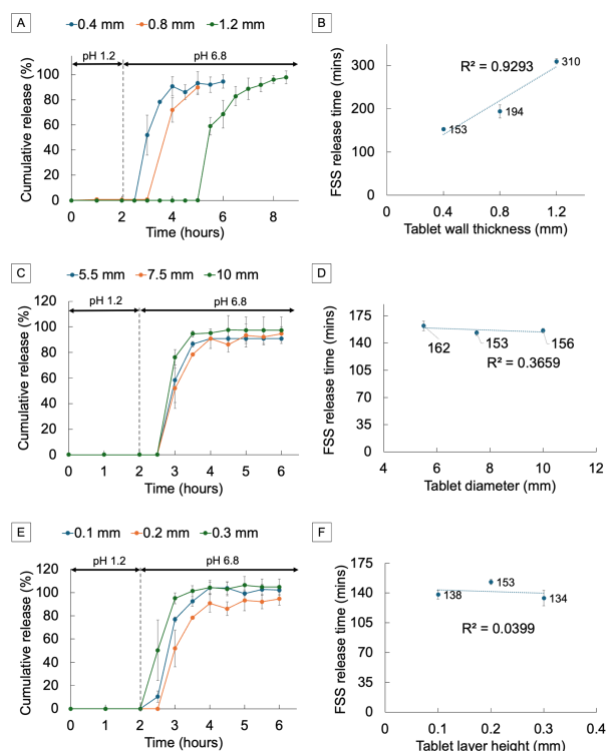 A
0.4 mm 0.8 mm 1.2 mm
pH 1.2 pH 6.8
Cumulative release (%)
120
100
80
60
40
20
0
0 2 4 6 8
Time (hours)
B
FSS release time (mins)
300
200
100
0
R² = 0.9293
153
194
310
0.4 0.8 1.2
Tablet wall thickness (mm)
C
5.5 mm 7.5 mm 10 mm
pH 1.2 pH 6.8
Cumulative release (%)
120
100
80
60
40
20
0
0 1 2 3 4 5 6
Time (hours)
D
FSS release time (mins)
175
140
105
70
35
0
162
153
156
R² = 0.3659
4 6 8 10 12
Tablet diameter (mm)
E
0.1 mm 0.2 mm 0.3 mm
pH 1.2 pH 6.8
Cumulative release (%)
120
100
80
60
40
20
0
0 1 2 3 4 5 6
Time (hours)
F
FSS release time (mins)
175
140
105
70
35
0
138
153
134
R² = 0.0399
0.0 0.1 0.2 0.3 0.4
Tablet layer height (mm)